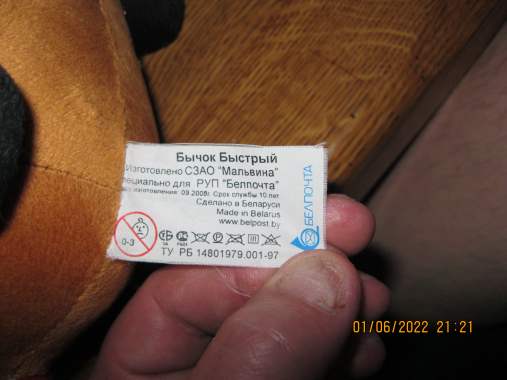 Бычок Быстрый
Изготовлено СЗАО "Мальвина"
специально для РУП "Белпочта"
изготовления: 09.2008г. Срок службы 10 лет
Сделано в Беларуси
Made in Belarus
www.belpost.by
БЕЛПОЧТА
0-3
ТУ РБ 14801979.001-97
01/06/2022 21:21